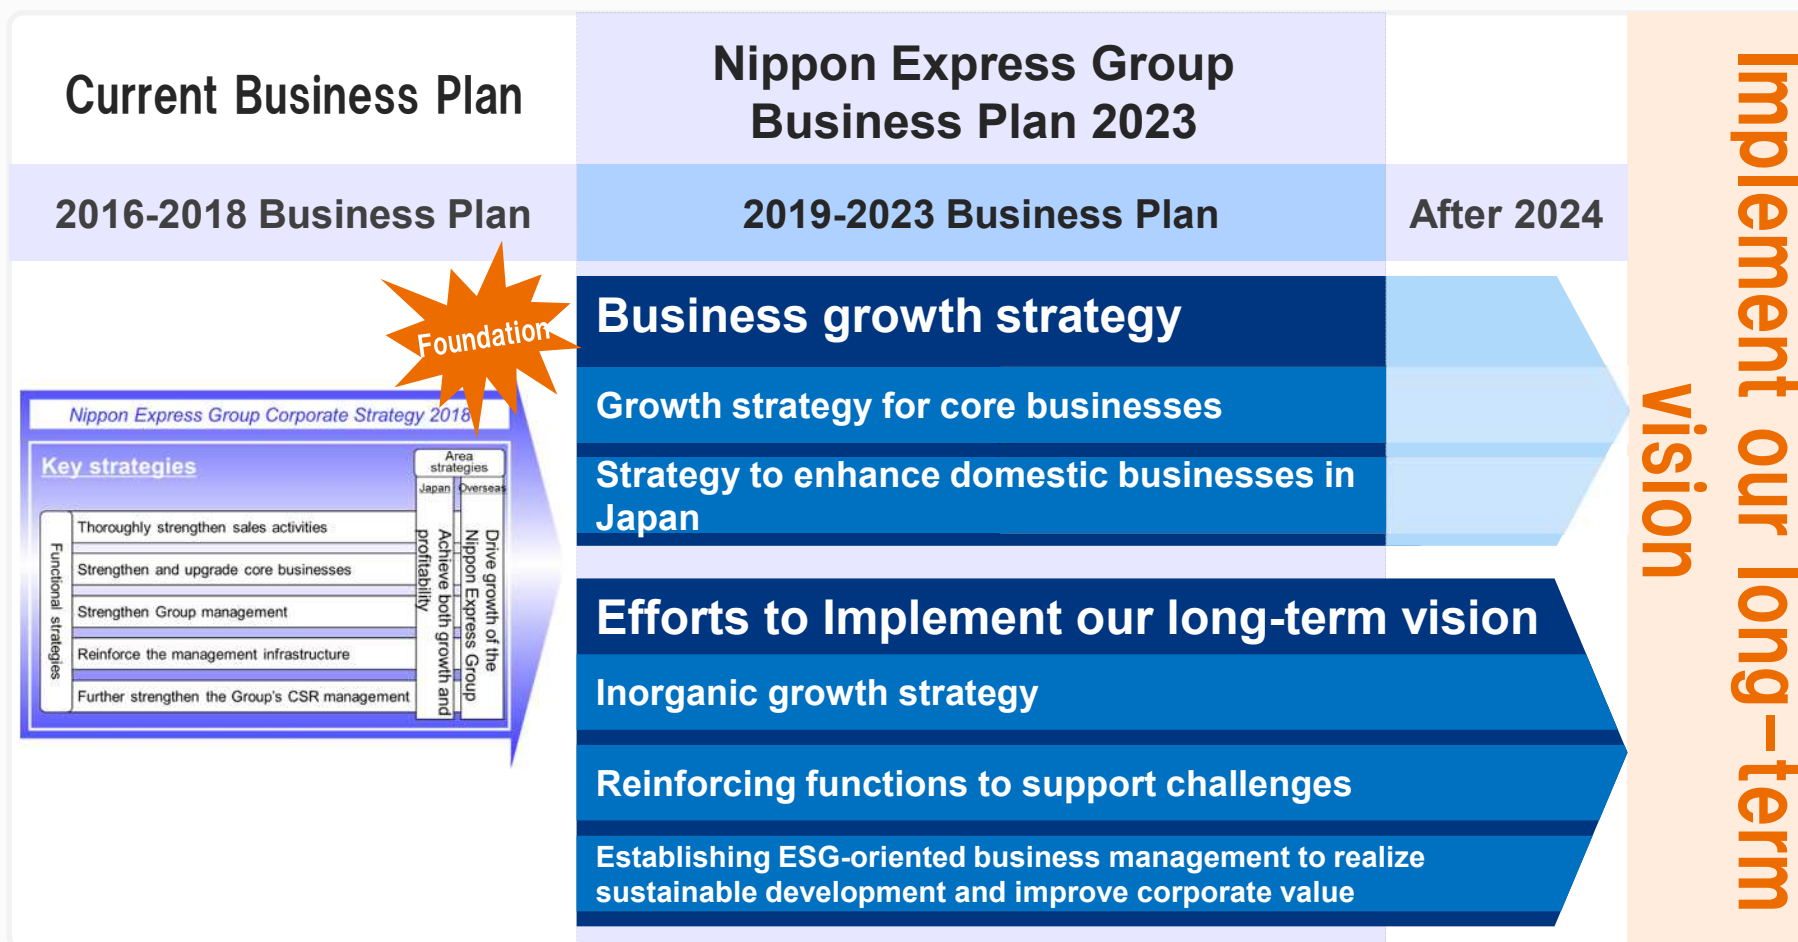 Current Business Plan
Nippon Express Group
Business Plan 2023
2016-2018 Business Plan
2019-2023 Business Plan
After 2024
Foundation
Nippon Express Group Corporate Strategy 2018
Key strategies
Area
strategies
Japan
Overseas
Functional strategies
Thoroughly strengthen sales activities
Strengthen and upgrade core businesses
Strengthen Group management
Reinforce the management infrastructure
Further strengthen the Group's CSR management
Achieve both growth and
profitability
Drive growth of the
Nippon Express Group
Business growth strategy
Growth strategy for core businesses
Strategy to enhance domestic businesses in
Japan
Efforts to Implement our long-term vision
Inorganic growth strategy
Reinforcing functions to support challenges
Establishing ESG-oriented business management to realize
sustainable development and improve corporate value
Implement our long-term
vision